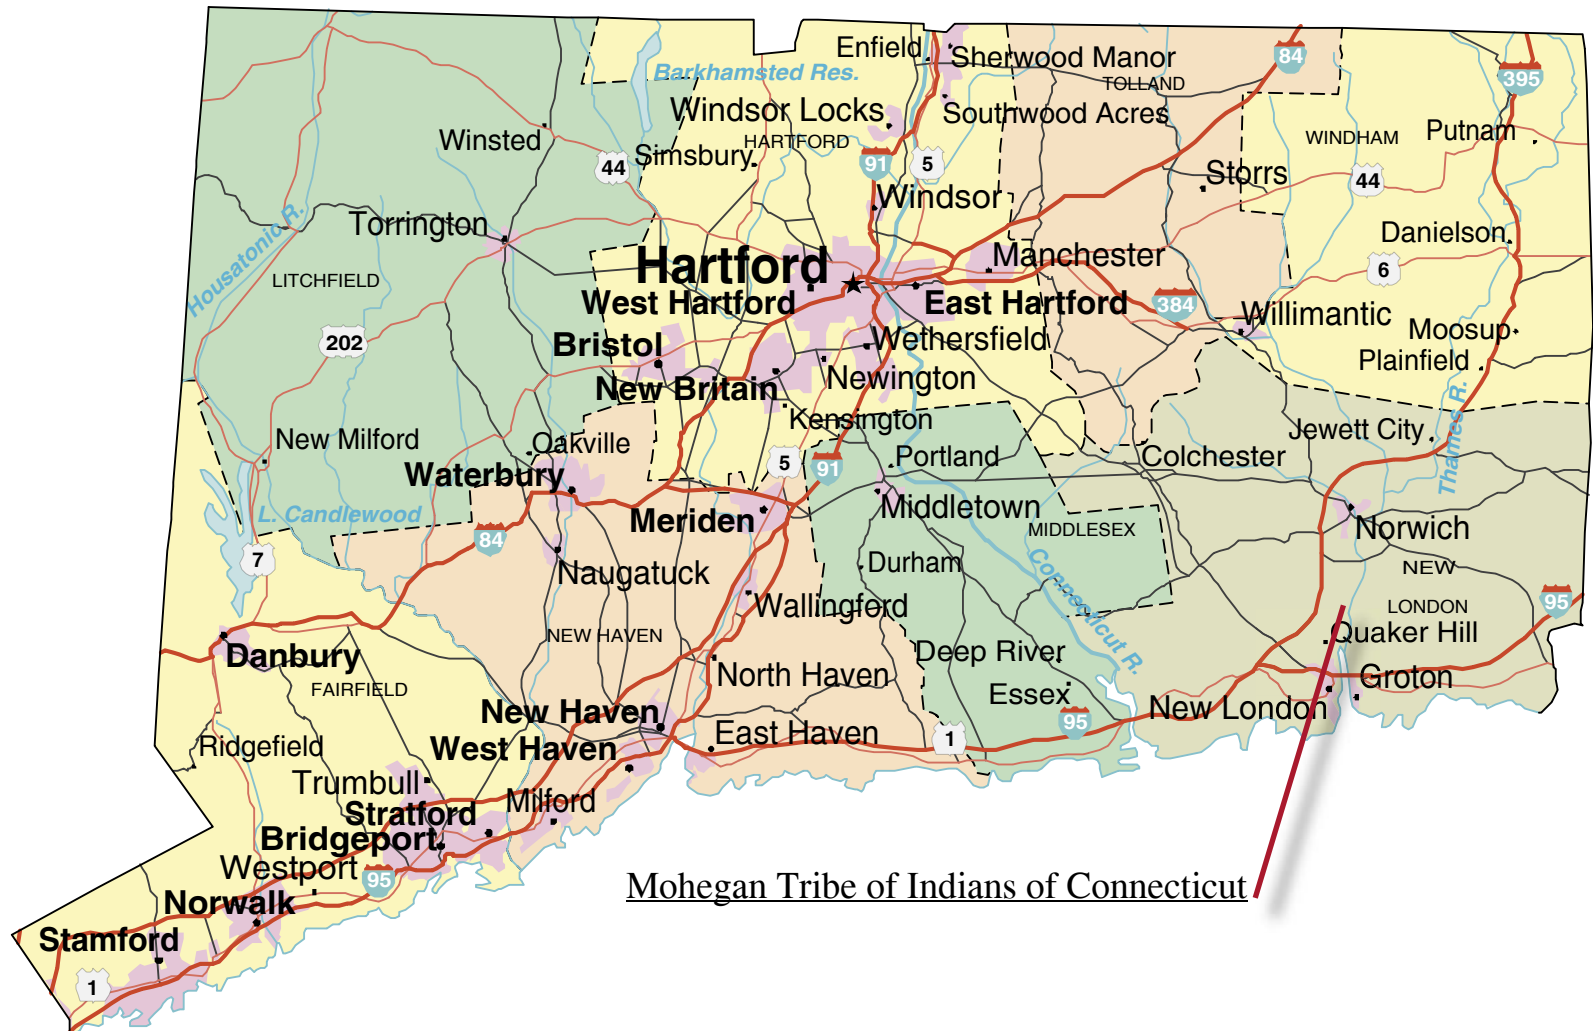 Enfield
Sherwood Manor
84
395
Barkhamsted Res.
TOLLAND
Windsor Locks
Southwood Acres
Winsted
HARTFORD
WINDHAM
Putnam
44
Simsbury
91
5
Storrs
44
Windsor
Housatonic R.
Torrington
Danielson
Manchester
Hartford
6
LITCHFIELD
West Hartford
East Hartford
384
Willimantic
202
Bristol
Wethersfield
Moosup
Plainfield
New Britain
Newington
Thames R.
Kensington
New Milford
Oakville
Jewett City
5
91
Portland
Colchester
Waterbury
L. Candlewood
Meriden
Middletown
MIDDLESEX
Norwich
84
7
Durham
Connecticut R.
NEW
LONDON
Naugatuck
Wallingford
95
NEW HAVEN
Quaker Hill
Danbury
Deep River
FAIRFIELD
North Haven
Groton
Essex
New Haven
New London
95
East Haven
1
Ridgefield
West Haven
Trumbull
Milford
Stratford
Bridgeport
Westport
95
Norwalk
Mohegan Tribe of Indians of Connecticut
Stamford
1